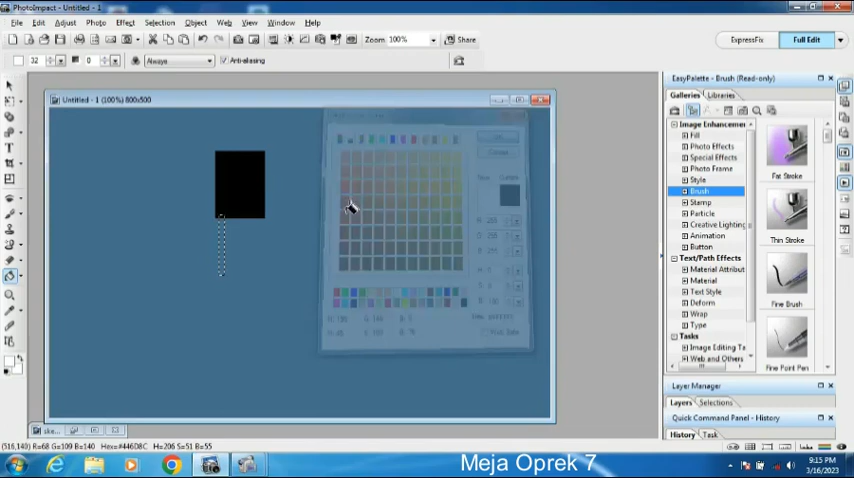 PhotoImpact - Untitled - 1
File Edit Adjust Photo Effect Selection Object Web View Window Help
Zoom 100% Share ExpressFix Full Edit
32 0 Always Anti-aliasing
EasyPalette - Brush (Read-only)
Galleries Libraries
Untitled - 1 (100%) 800x500
Image Enhancemen
Fill
Photo Effects
Special Effects
Photo Frame
Style
Brush
Stamp
Particle
Creative Lighting
Animation
Button
Text/Path Effects
Material Attribut
Material
Text Style
Deform
Wrap
Type
Tasks
Image Editing Ta
Web and Others
Fat Stroke
Thin Stroke
Fine Brush
Fine Point Pen
Layer Manager
Layers Selections
Quick Command Panel - History
History Task
ske...
(516,140) R=68 G=109 B=140 Hex=#446D8C H=206 S=51 B=55
Meja Oprek 7
9:15 PM
3/16/2023